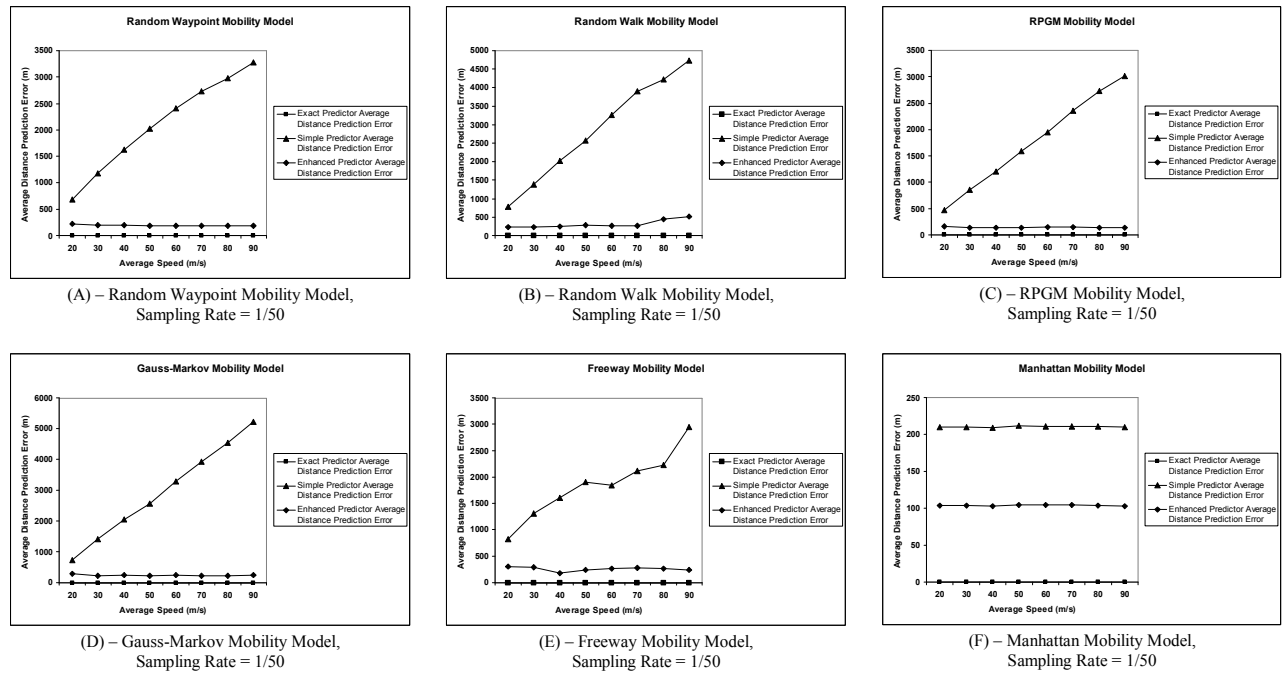 Random Waypoint Mobility Model
Average Distance Prediction Error (m)
3500
3000
2500
2000
1500
1000
500
0
20 30 40 50 60 70 80 90
Average Speed (m/s)
Exact Predictor Average
Distance Prediction Error
Simple Predictor Average
Distance Prediction Error
Enhanced Predictor Average
Distance Prediction Error
(A) – Random Waypoint Mobility Model,
Sampling Rate = 1/50
Random Walk Mobility Model
Average Distance Prediction Error (m)
5000
4500
4000
3500
3000
2500
2000
1500
1000
500
0
20 30 40 50 60 70 80 90
Average Speed (m/s)
Exact Predictor Average
Distance Prediction Error
Simple Predictor Average
Distance Prediction Error
Enhanced Predictor Average
Distance Prediction Error
(B) – Random Walk Mobility Model,
Sampling Rate = 1/50
RPGM Mobility Model
Average Distance Prediction Error (m)
3500
3000
2500
2000
1500
1000
500
0
20 30 40 50 60 70 80 90
Average Speed (m/s)
Exact Predictor Average
Distance Prediction Error
Simple Predictor Average
Distance Prediction Error
Enhanced Predictor Average
Distance Prediction Error
(C) – RPGM Mobility Model,
Sampling Rate = 1/50
Gauss-Markov Mobility Model
Average Distance Prediction Error (m)
6000
5000
4000
3000
2000
1000
0
20 30 40 50 60 70 80 90
Average Speed (m/s)
Exact Predictor Average
Distance Prediction Error
Simple Predictor Average
Distance Prediction Error
Enhanced Predictor Average
Distance Prediction Error
(D) – Gauss-Markov Mobility Model,
Sampling Rate = 1/50
Freeway Mobility Model
Average Distange Prediction Error (m)
3500
3000
2500
2000
1500
1000
500
0
20 30 40 50 60 70 80 90
Average Speed (m/s)
Exact Predictor Average
Distance Prediction Error
Simple Predictor Average
Distance Prediction Error
Enhanced Predictor Average
Distance Prediction Error
(E) – Freeway Mobility Model,
Sampling Rate = 1/50
Manhattan Mobility Model
Average Distance Prediction Error (m)
250
200
150
100
50
0
20 30 40 50 60 70 80 90
Average Speed (m/s)
Exact Predictor Average
Distance Prediction Error
Simple Predictor Average
Distance Prediction Error
Enhanced Predictor Average
Distance Prediction Error
(F) – Manhattan Mobility Model,
Sampling Rate = 1/50